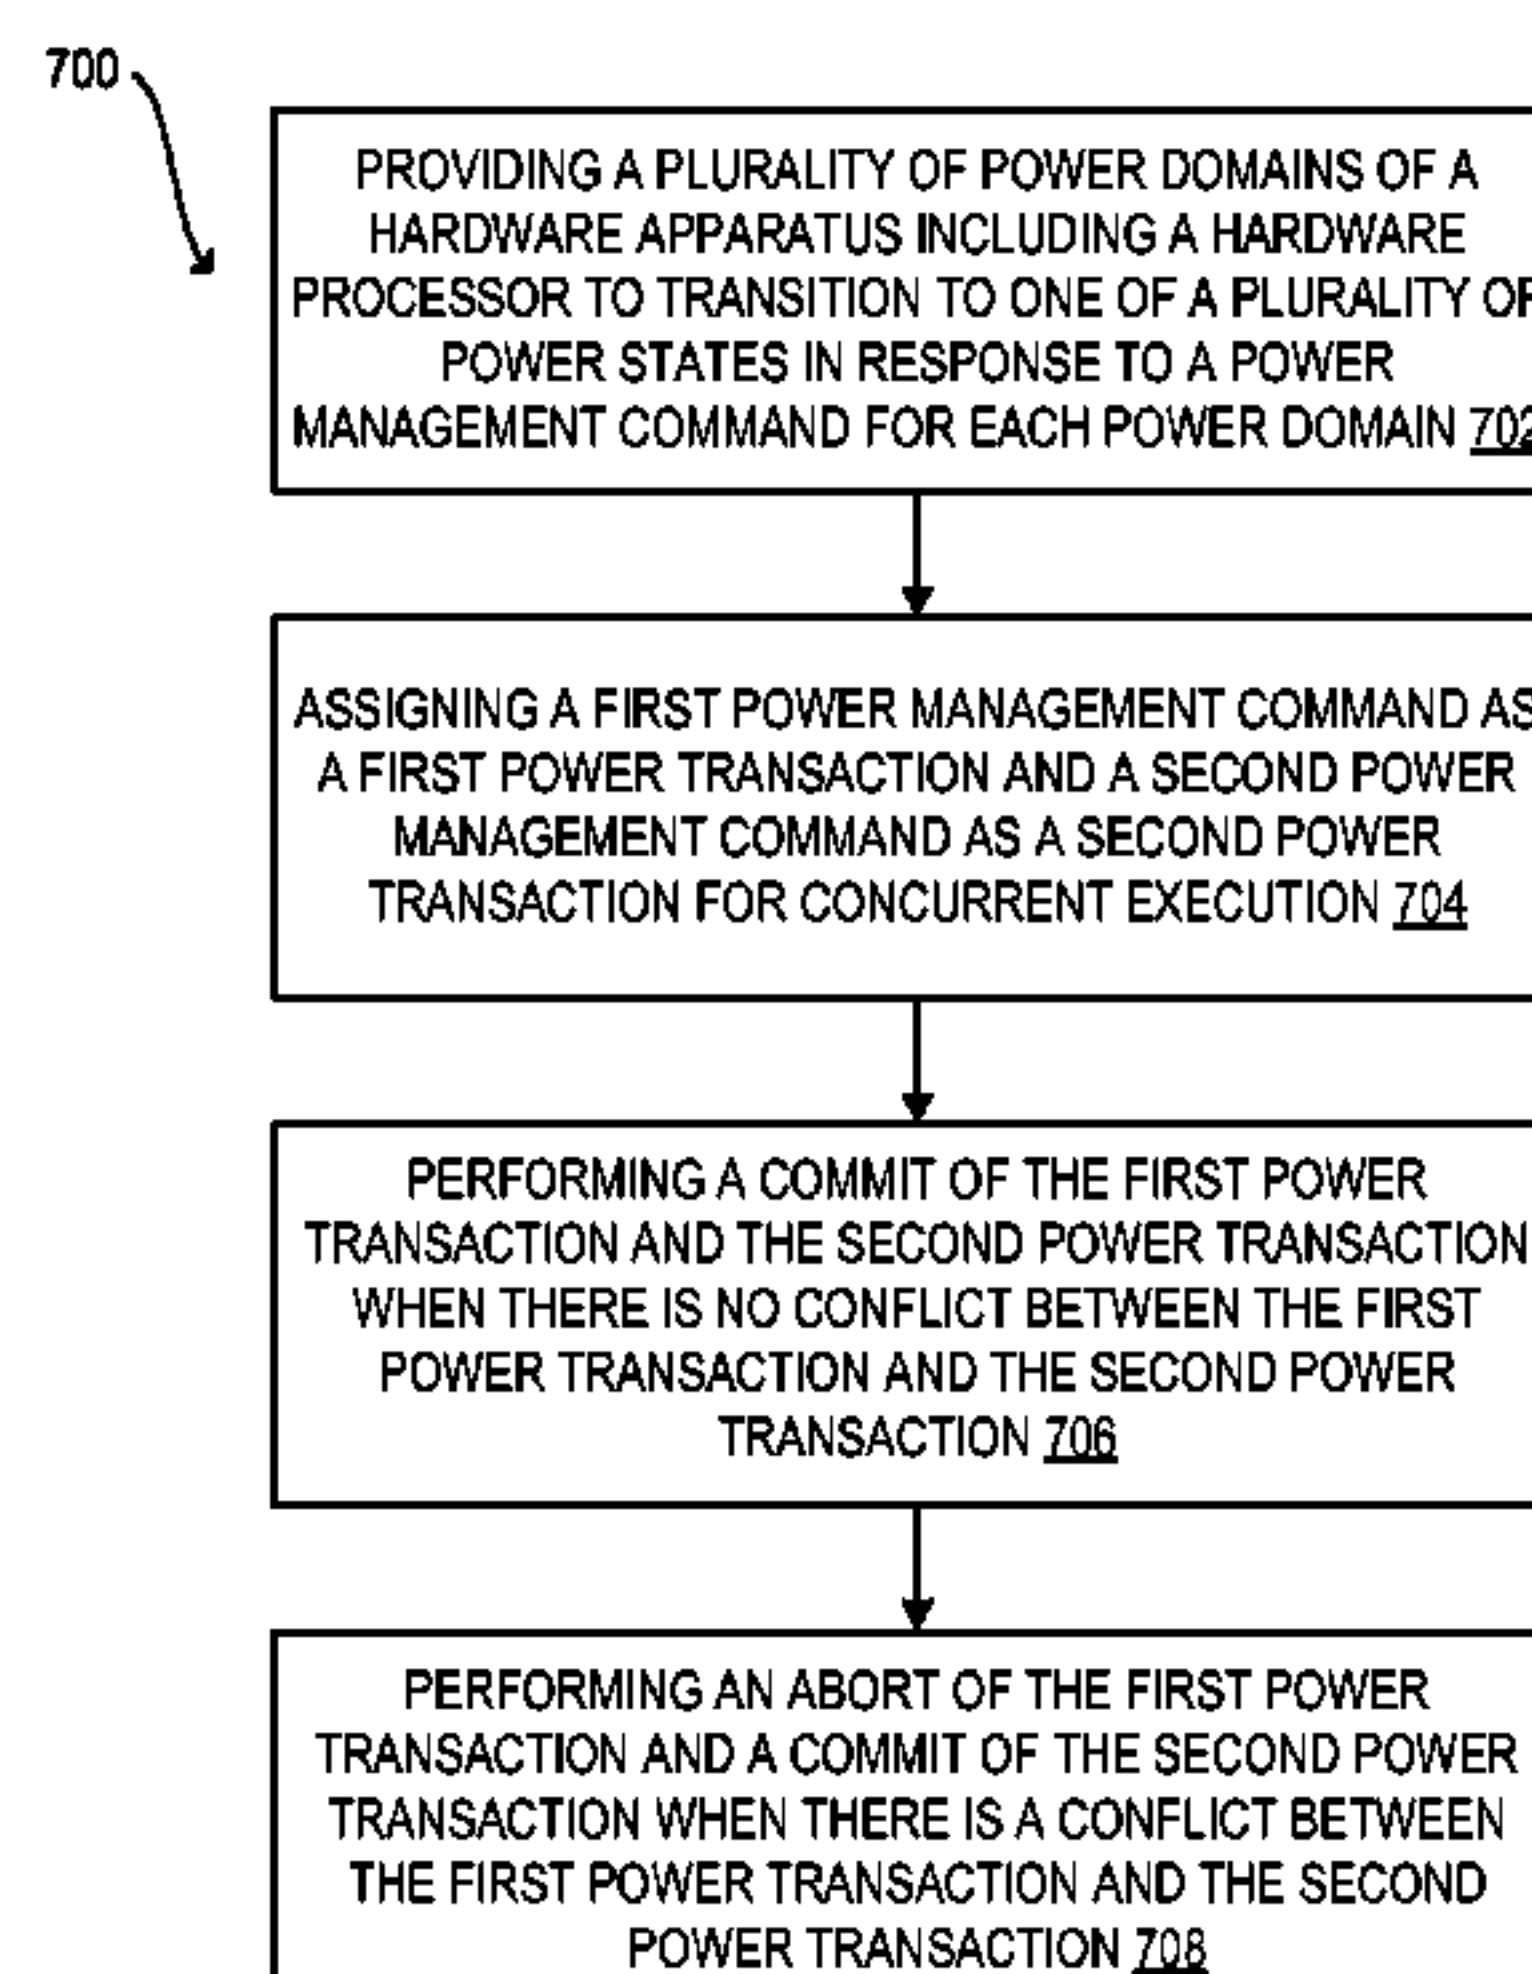 700
PROVIDING A PLURALITY OF POWER DOMAINS OF A
HARDWARE APPARATUS INCLUDING A HARDWARE
PROCESSOR TO TRANSITION TO ONE OF A PLURALITY OF
POWER STATES IN RESPONSE TO A POWER
MANAGEMENT COMMAND FOR EACH POWER DOMAIN 702
ASSIGNING A FIRST POWER MANAGEMENT COMMAND AS
A FIRST POWER TRANSACTION AND A SECOND POWER
MANAGEMENT COMMAND AS A SECOND POWER
TRANSACTION FOR CONCURRENT EXECUTION 704
PERFORMING A COMMIT OF THE FIRST POWER
TRANSACTION AND THE SECOND POWER TRANSACTION
WHEN THERE IS NO CONFLICT BETWEEN THE FIRST
POWER TRANSACTION AND THE SECOND POWER
TRANSACTION 706
PERFORMING AN ABORT OF THE FIRST POWER
TRANSACTION AND A COMMIT OF THE SECOND POWER
TRANSACTION WHEN THERE IS A CONFLICT BETWEEN
THE FIRST POWER TRANSACTION AND THE SECOND
POWER TRANSACTION 708